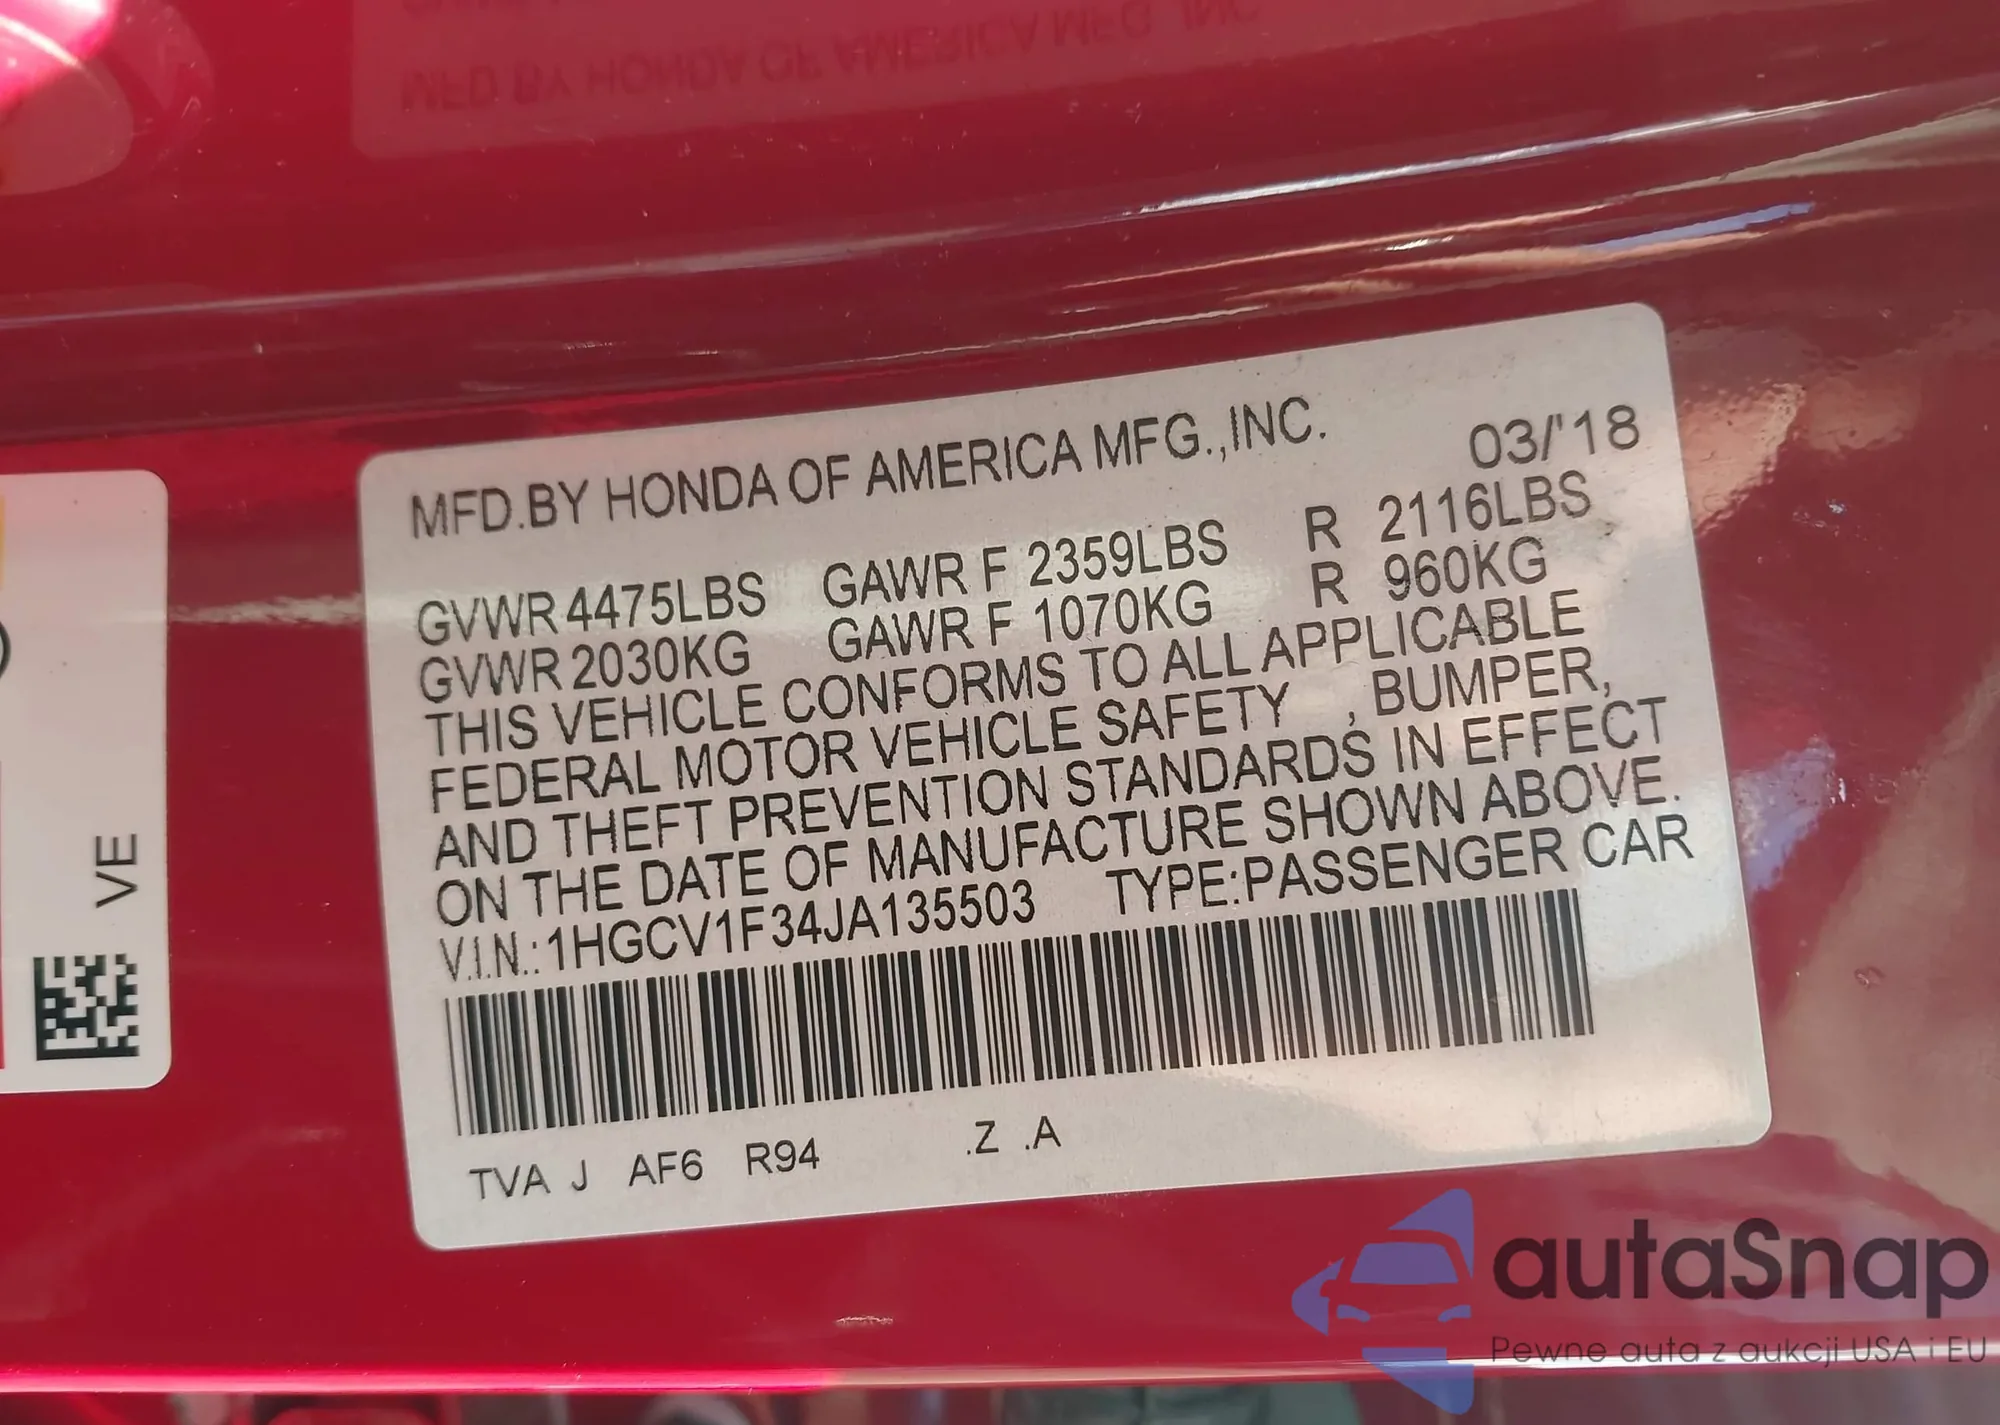 MFD.BY HONDA OF AMERICA MFG.,INC. 03/'18
GVWR 4475LBS GAWR F 2359LBS R 2116LBS
GVWR 2030KG GAWR F 1070KG R 960KG
THIS VEHICLE CONFORMS TO ALL APPLICABLE
FEDERAL MOTOR VEHICLE SAFETY , BUMPER,
AND THEFT PREVENTION STANDARDS IN EFFECT
ON THE DATE OF MANUFACTURE SHOWN ABOVE.
V.I.N.: 1HGCV1F34JA135503 TYPE:PASSENGER CAR
TVA J AF6 R94 .Z .A
VE
autaSnap
Pewne auta z aukcji USA i EU